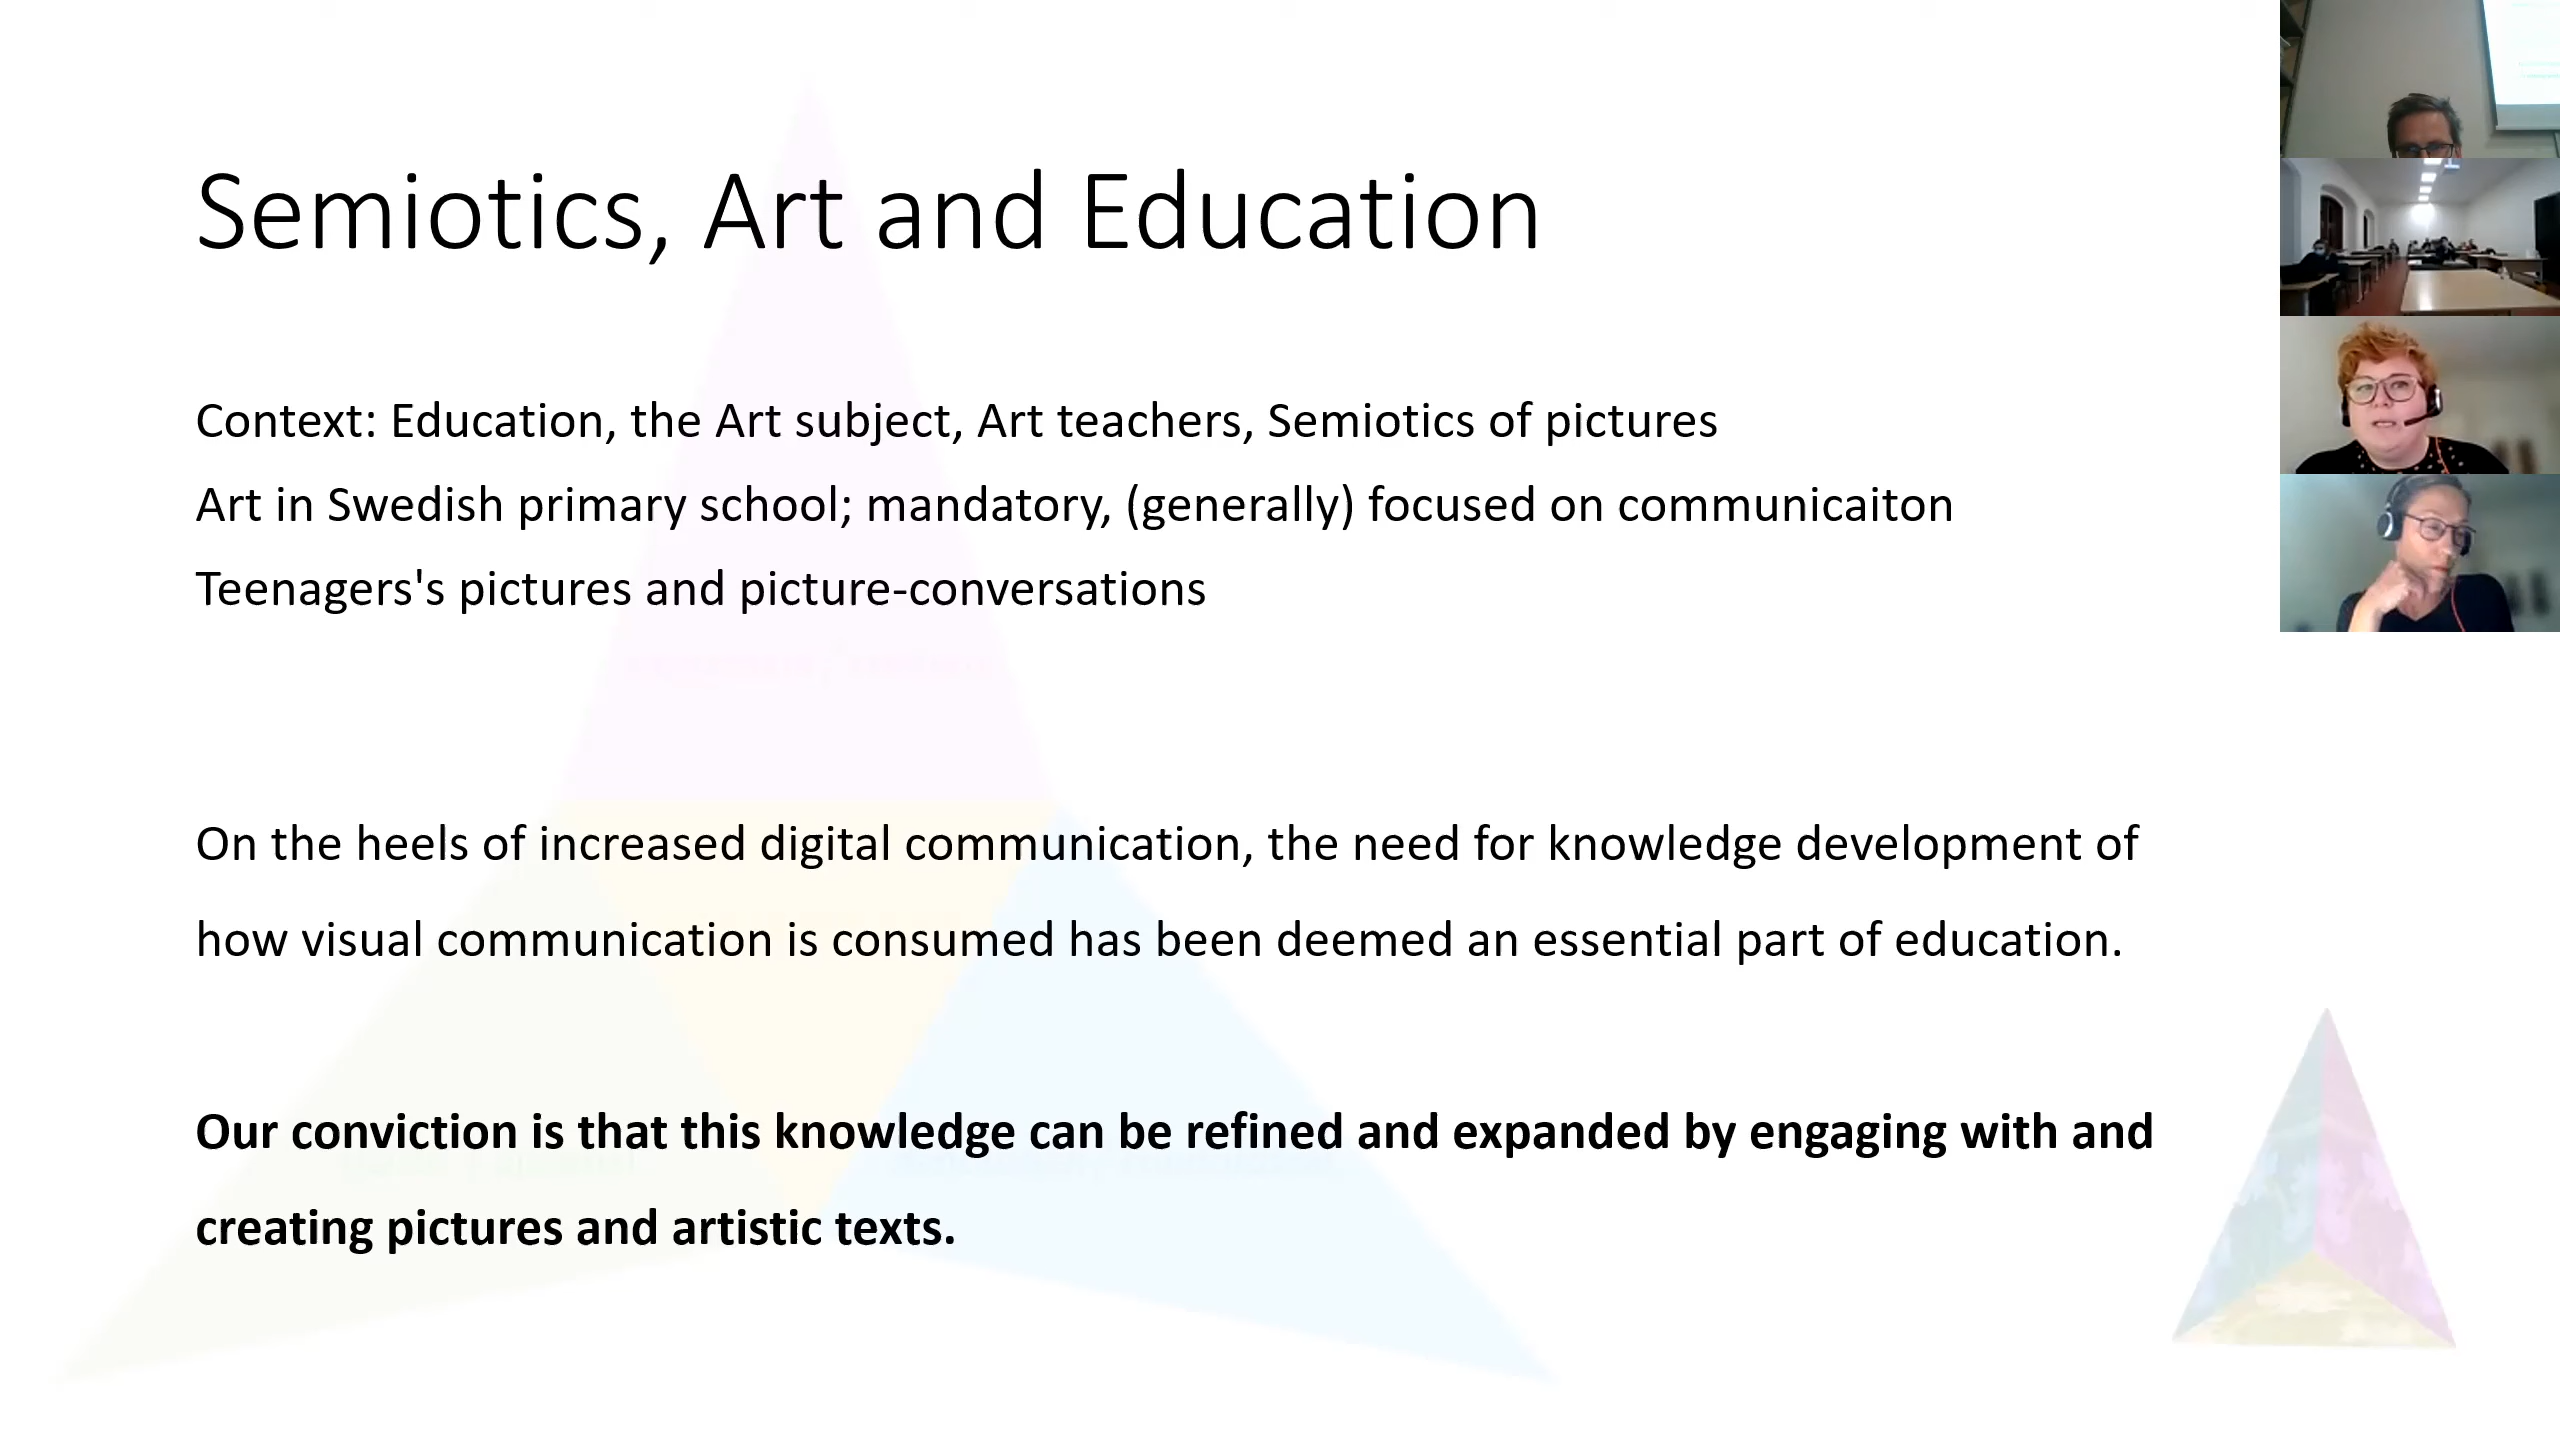 Semiotics, Art and Education
Context: Education, the Art subject, Art teachers, Semiotics of pictures
Art in Swedish primary school; mandatory, (generally) focused on communicaiton
Teenagers's pictures and picture-conversations
On the heels of increased digital communication, the need for knowledge development of
how visual communication is consumed has been deemed an essential part of education.
Our conviction is that this knowledge can be refined and expanded by engaging with and
creating pictures and artistic texts.